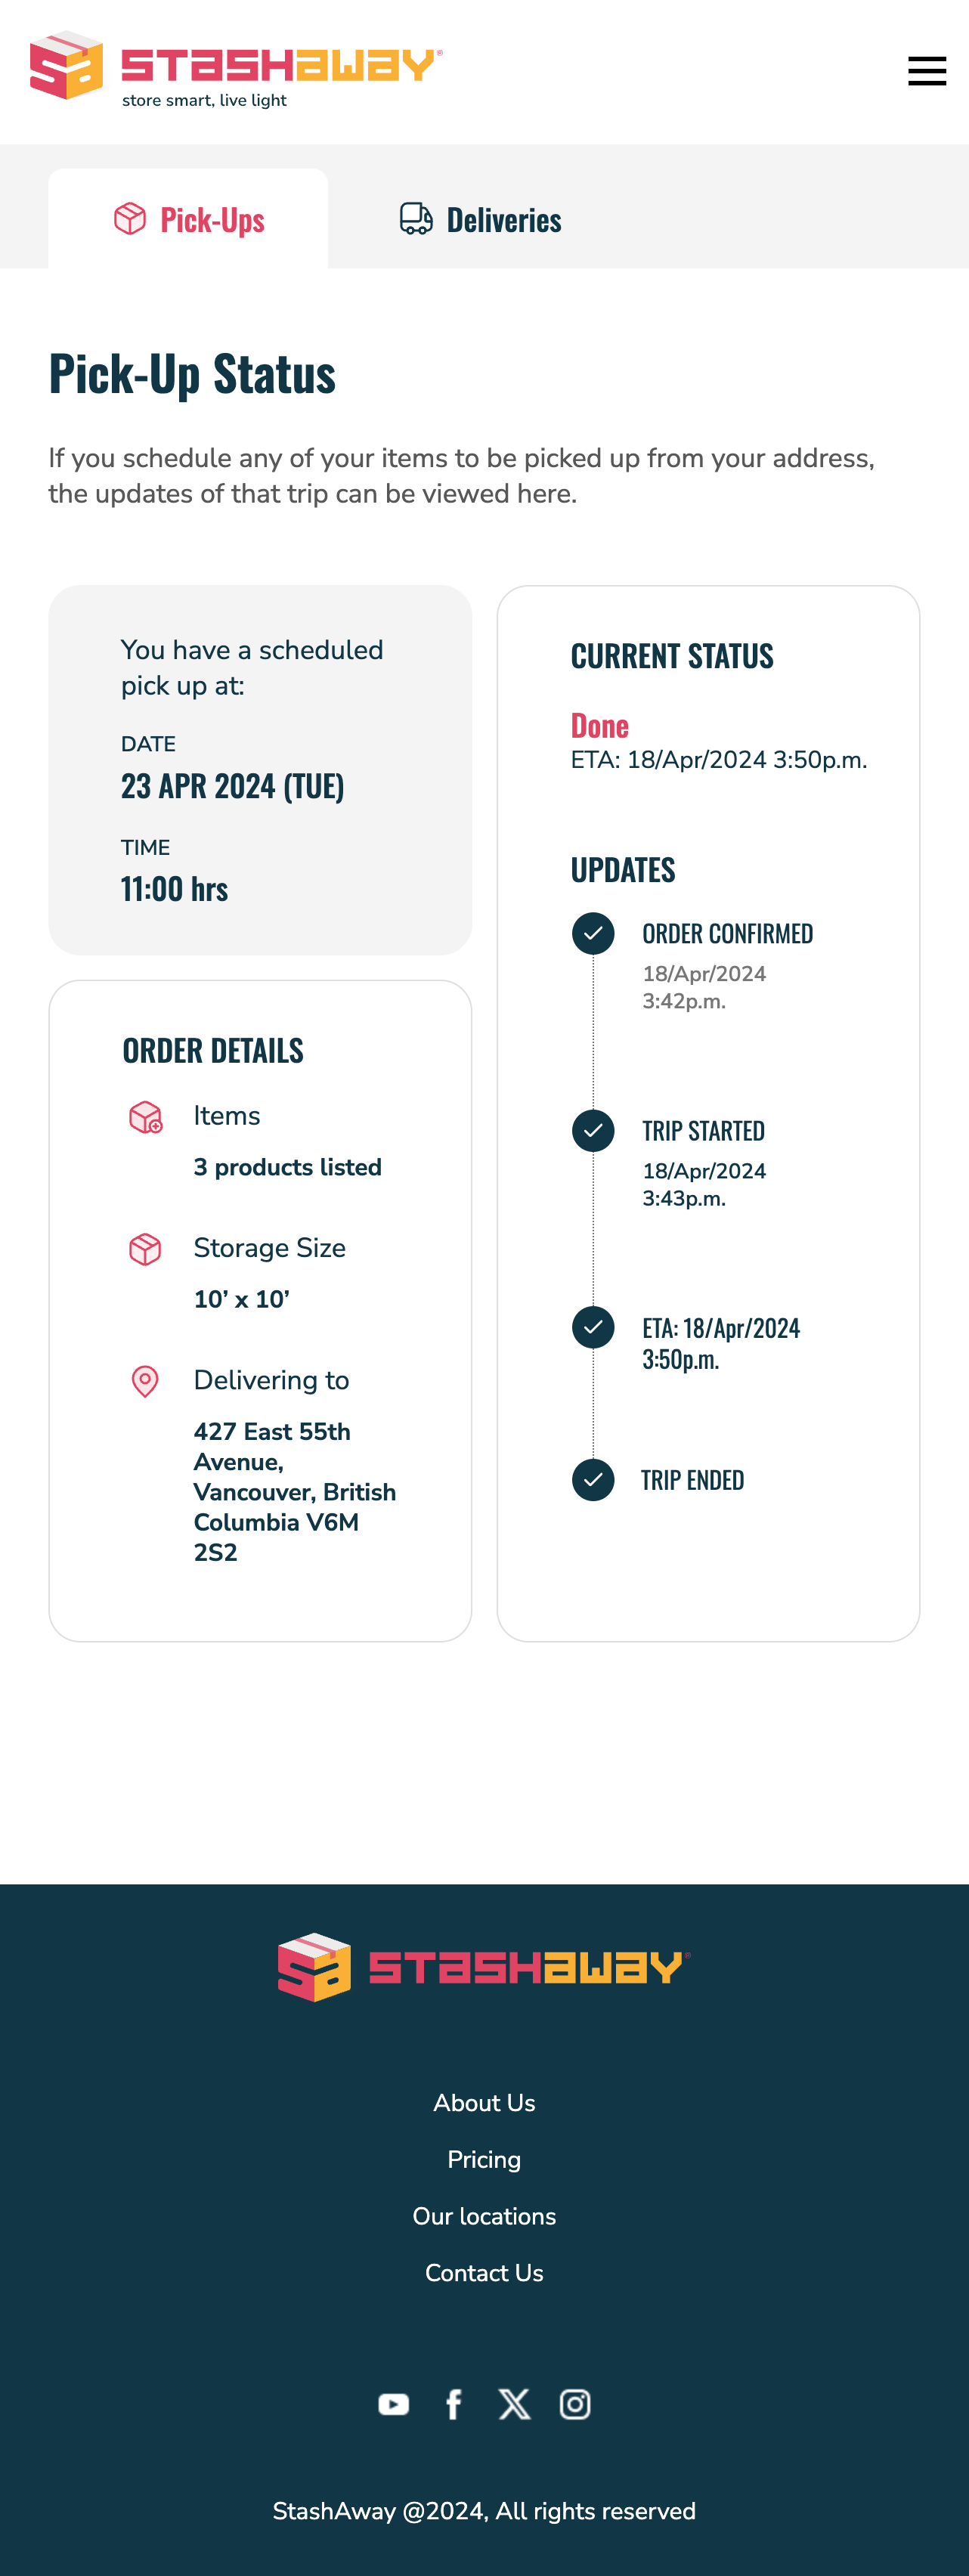 STASHAWAY®
store smart, live light
Pick-Ups
Deliveries
Pick-Up Status
If you schedule any of your items to be picked up from your address,
the updates of that trip can be viewed here.
You have a scheduled
pick up at:
DATE
23 APR 2024 (TUE)
TIME
11:00 hrs
ORDER DETAILS
Items
3 products listed
Storage Size
10’ x 10’
Delivering to
427 East 55th
Avenue,
Vancouver, British
Columbia V6M
2S2
CURRENT STATUS
Done
ETA: 18/Apr/2024 3:50p.m.
UPDATES
ORDER CONFIRMED
18/Apr/2024
3:42p.m.
TRIP STARTED
18/Apr/2024
3:43p.m.
ETA: 18/Apr/2024
3:50p.m.
TRIP ENDED
STASHAWAY®
About Us
Pricing
Our locations
Contact Us
StashAway @2024, All rights reserved